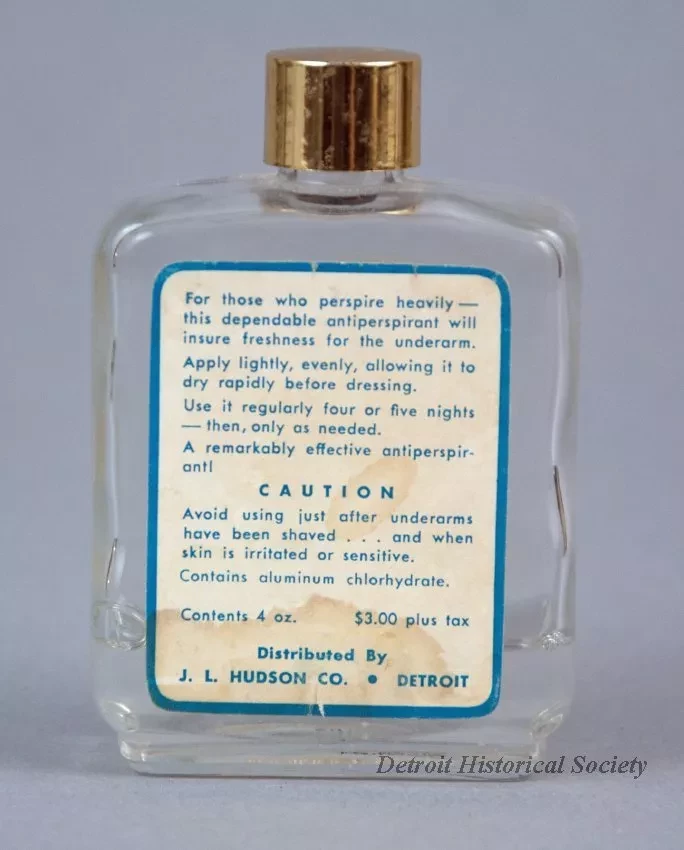 For those who perspire heavily —
this dependable antiperspirant will
insure freshness for the underarm.
Apply lightly, evenly, allowing it to
dry rapidly before dressing.
Use it regularly four or five nights
— then, only as needed.
A remarkably effective antiperspir-
ant!
CAUTION
Avoid using just after underarms
have been shaved . . . and when
skin is irritated or sensitive.
Contains aluminum chlorhydrate.
Contents 4 oz. $3.00 plus tax
Distributed By
J. L. HUDSON CO. • DETROIT
Detroit Historical Society